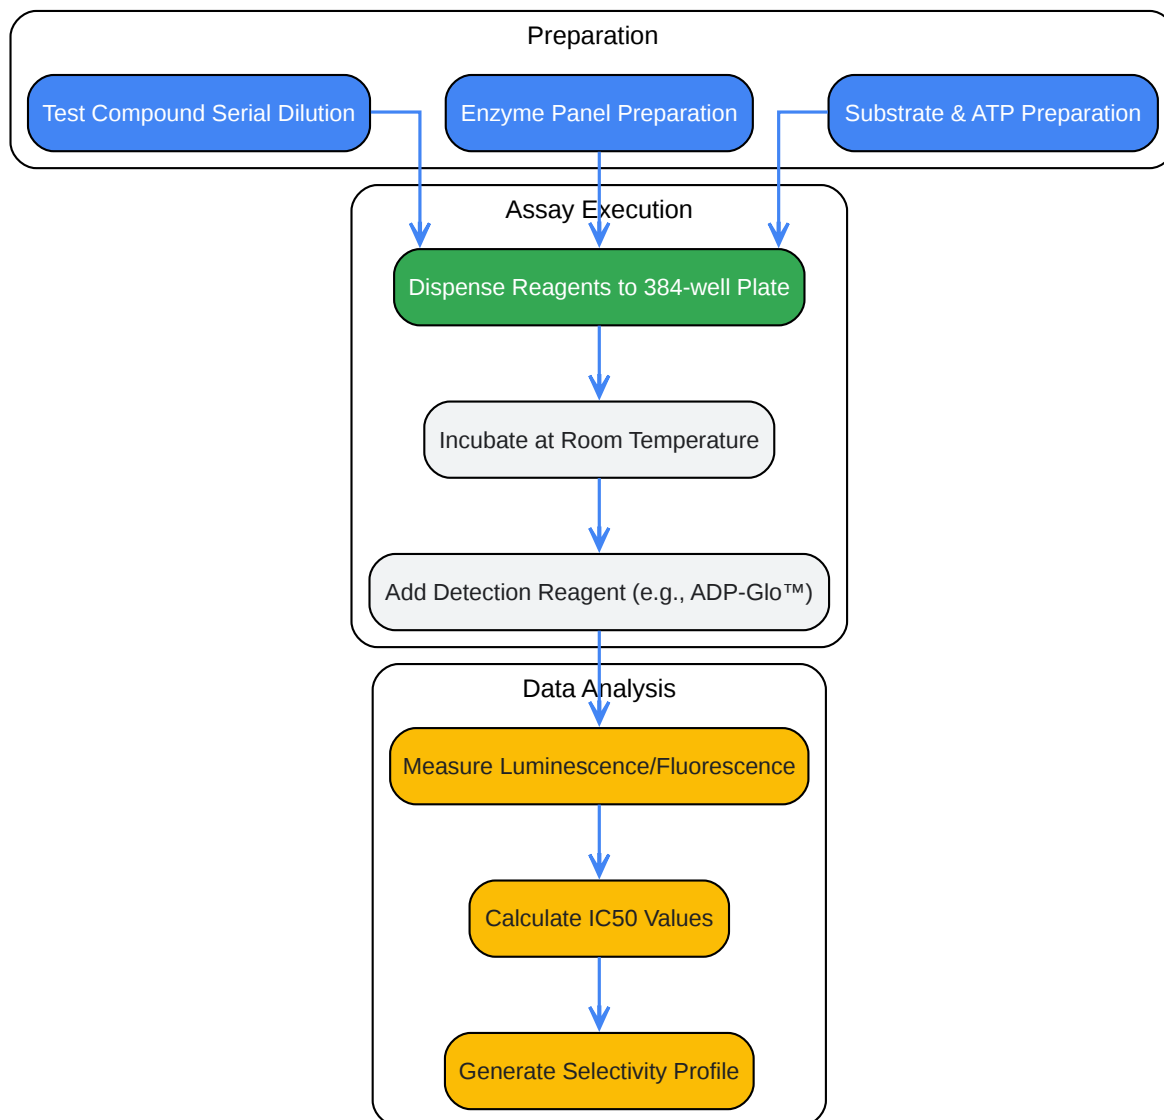 Preparation
Test Compound Serial Dilution
Enzyme Panel Preparation
Substrate & ATP Preparation
Assay Execution
Dispense Reagents to 384-well Plate
Incubate at Room Temperature
Add Detection Reagent (e.g., ADP-Glo™)
Data Analysis
Measure Luminescence/Fluorescence
Calculate IC50 Values
Generate Selectivity Profile